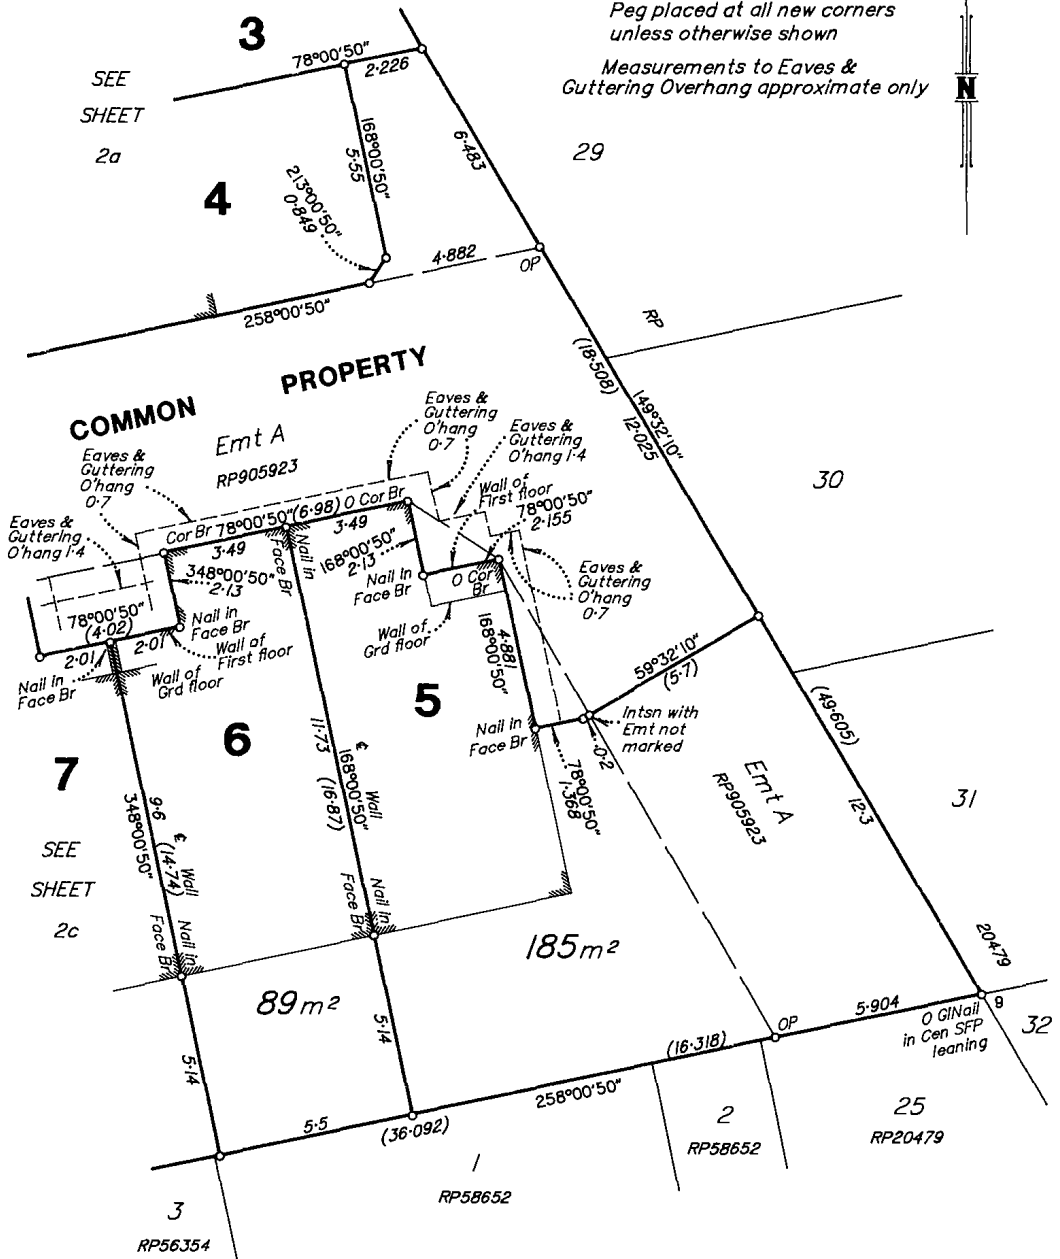 Peg placed at all new corners
unless otherwise shown
Measurements to Eaves &
Guttering Overhang approximate only
N
3
78°00'50"
2·226
SEE
SHEET
2a
168°00'50"
5·55
6·483
29
4
213°00'50"
0·849
4·882
OP
258°00'50"
RP
(18·508)
149°32'10"
12·025
COMMON PROPERTY
Emt A
RP905923
Eaves &
Guttering
O'hang
0·7
Eaves &
Guttering
O'hang 1·4
Eaves &
Guttering
O'hang
0·7
Wall of
First floor
78°00'50"
2·155
30
Eaves &
Guttering
O'hang 1·4
Cor Br
78°00'50"
(6·98)
O Cor Br
3·49
3·49
Nail in
Face Br
348°00'50"
2·13
168°00'50"
2·13
Nail in
Face Br
O Cor
Br
Eaves &
Guttering
O'hang
0·7
78°00'50"
(4·02)
2·01
2·01
Nail in
Face Br
Wall of
First floor
Wall of
Grd floor
Nail in
Face Br
Wall of
Grd floor
4·881
168°00'50"
59°32'10"
(5·7)
5
6
7
Nail in
Face Br
Intsn with
Emt not
marked
0·2
78°00'50"
1·368
(49·605)
12·3
Emt A
RP905923
31
11·73
℄ Wall
168°00'50"
(16·87)
9·6
℄ Wall
348°00'50"
(14·74)
SEE
SHEET
2c
Nail in
Face Br
Nail in
Face Br
185m²
89m²
20479
5·14
5·14
OP
5·904
O GINail
in Cen SFP
leaning
9
32
(16·318)
258°00'50"
5·5
(36·092)
2
RP58652
25
RP20479
1
RP58652
3
RP56354